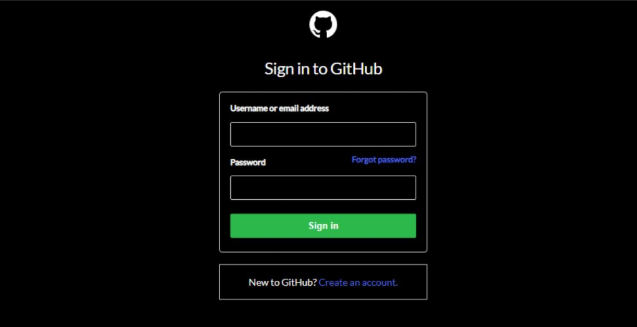 Sign in to GitHub
Username or email address
Password Forgot password?
Sign in
New to GitHub? Create an account.